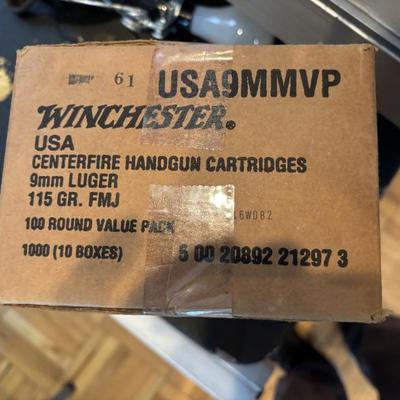 61 USA9MMVP
WINCHESTER®
USA
CENTERFIRE HANDGUN CARTRIDGES
9mm LUGER
115 GR. FMJ
100 ROUND VALUE PACK
1000 (10 BOXES) 5 00 20892 21297 3